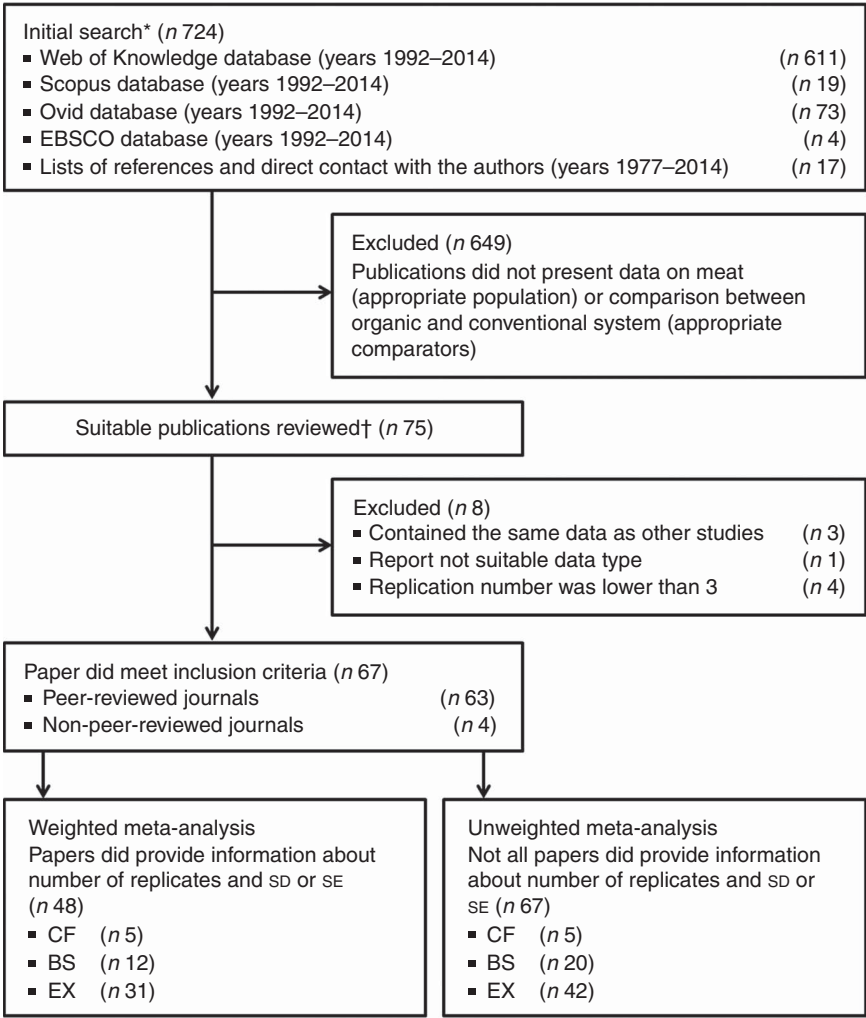 Initial search* (n 724)
▪ Web of Knowledge database (years 1992–2014) (n 611)
▪ Scopus database (years 1992–2014) (n 19)
▪ Ovid database (years 1992–2014) (n 73)
▪ EBSCO database (years 1992–2014) (n 4)
▪ Lists of references and direct contact with the authors (years 1977–2014) (n 17)
Excluded (n 649)
Publications did not present data on meat
(appropriate population) or comparison between
organic and conventional system (appropriate
comparators)
Suitable publications reviewed† (n 75)
Excluded (n 8)
▪ Contained the same data as other studies (n 3)
▪ Report not suitable data type (n 1)
▪ Replication number was lower than 3 (n 4)
Paper did meet inclusion criteria (n 67)
▪ Peer-reviewed journals (n 63)
▪ Non-peer-reviewed journals (n 4)
Weighted meta-analysis
Papers did provide information about
number of replicates and SD or SE
(n 48)
▪ CF (n 5)
▪ BS (n 12)
▪ EX (n 31)
Unweighted meta-analysis
Not all papers did provide information
about number of replicates and SD or
SE (n 67)
▪ CF (n 5)
▪ BS (n 20)
▪ EX (n 42)